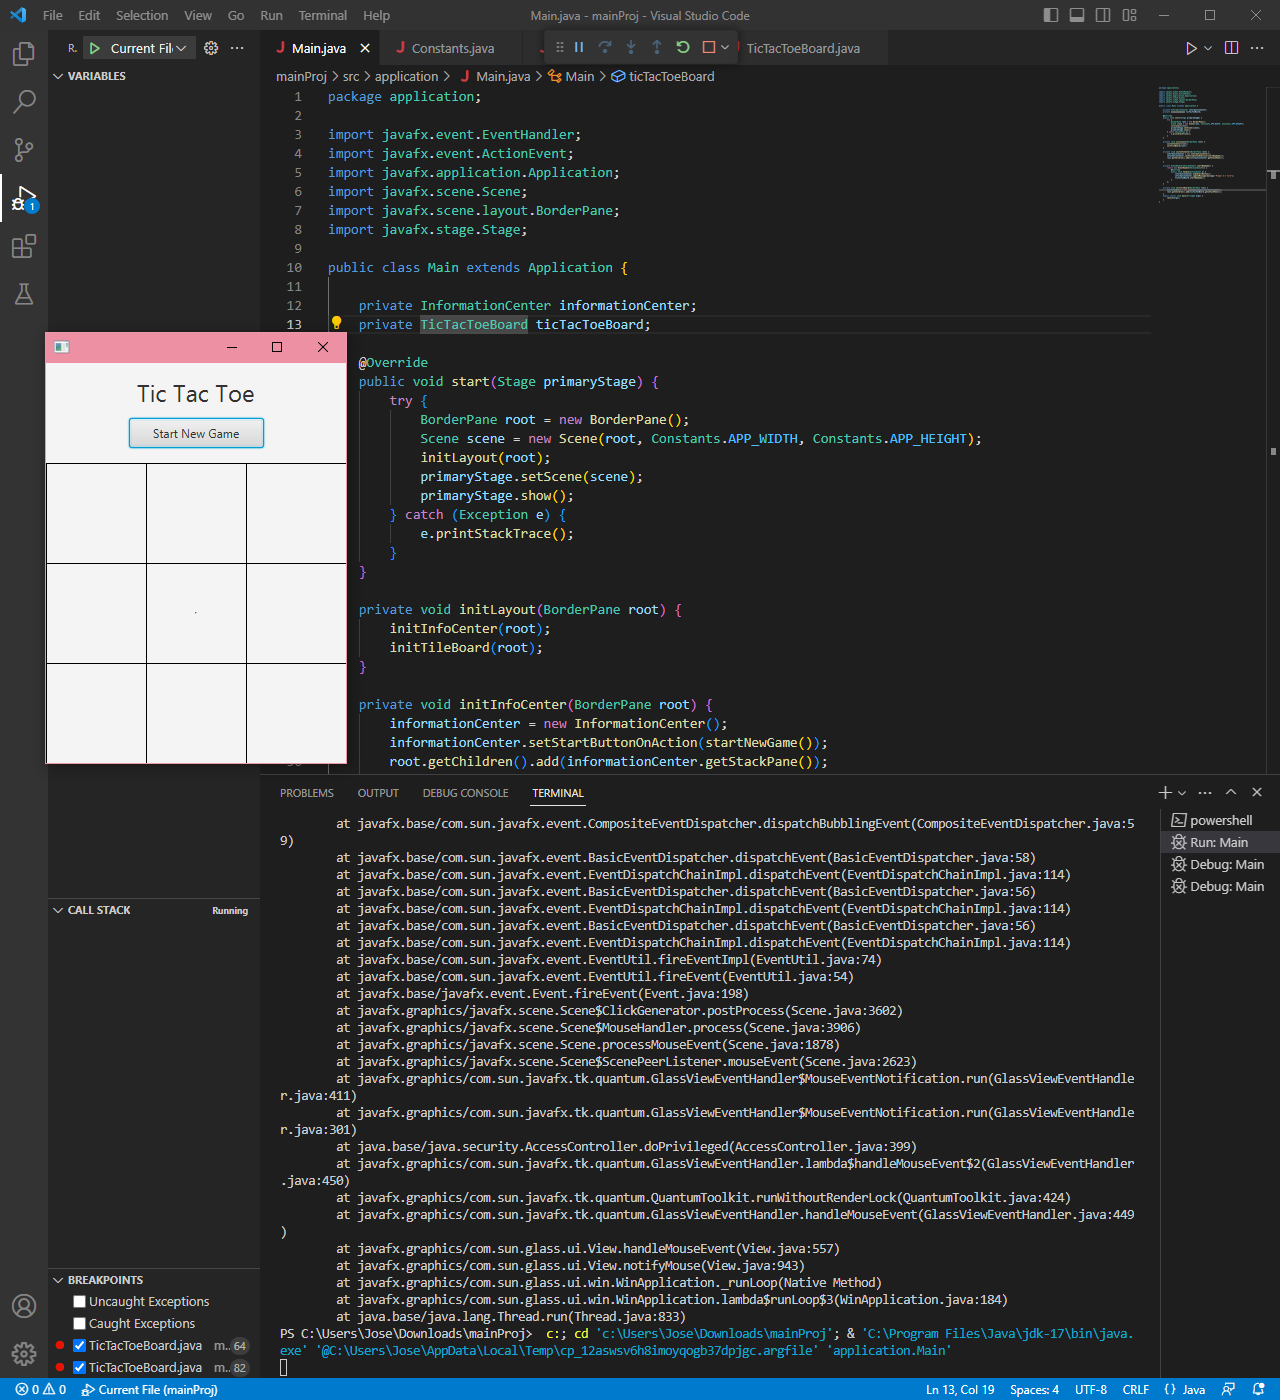 File Edit Selection View Go Run Terminal Help
Main.java - mainProj - Visual Studio Code
R. Current Fil
Main.java
Constants.java
TicTacToeBoard.java
mainProj > src > application > Main.java > Main > ticTacToeBoard
VARIABLES
1 package application;
2
3 import javafx.event.EventHandler;
4 import javafx.event.ActionEvent;
5 import javafx.application.Application;
6 import javafx.scene.Scene;
7 import javafx.scene.layout.BorderPane;
8 import javafx.stage.Stage;
9
10 public class Main extends Application {
11
12 private InformationCenter informationCenter;
13 private TicTacToeBoard ticTacToeBoard;
@Override
public void start(Stage primaryStage) {
try {
BorderPane root = new BorderPane();
Scene scene = new Scene(root, Constants.APP_WIDTH, Constants.APP_HEIGHT);
initLayout(root);
primaryStage.setScene(scene);
primaryStage.show();
} catch (Exception e) {
e.printStackTrace();
}
}
private void initLayout(BorderPane root) {
initInfoCenter(root);
initTileBoard(root);
}
private void initInfoCenter(BorderPane root) {
informationCenter = new InformationCenter();
informationCenter.setStartButtonOnAction(startNewGame());
root.getChildren().add(informationCenter.getStackPane());
Tic Tac Toe
Start New Game
PROBLEMS OUTPUT DEBUG CONSOLE TERMINAL
at javafx.base/com.sun.javafx.event.CompositeEventDispatcher.dispatchBubblingEvent(CompositeEventDispatcher.java:5
9)
at javafx.base/com.sun.javafx.event.BasicEventDispatcher.dispatchEvent(BasicEventDispatcher.java:58)
at javafx.base/com.sun.javafx.event.EventDispatchChainImpl.dispatchEvent(EventDispatchChainImpl.java:114)
at javafx.base/com.sun.javafx.event.BasicEventDispatcher.dispatchEvent(BasicEventDispatcher.java:56)
at javafx.base/com.sun.javafx.event.EventDispatchChainImpl.dispatchEvent(EventDispatchChainImpl.java:114)
at javafx.base/com.sun.javafx.event.BasicEventDispatcher.dispatchEvent(BasicEventDispatcher.java:56)
at javafx.base/com.sun.javafx.event.EventDispatchChainImpl.dispatchEvent(EventDispatchChainImpl.java:114)
at javafx.base/com.sun.javafx.event.EventUtil.fireEventImpl(EventUtil.java:74)
at javafx.base/com.sun.javafx.event.EventUtil.fireEvent(EventUtil.java:54)
at javafx.base/javafx.event.Event.fireEvent(Event.java:198)
at javafx.graphics/javafx.scene.Scene$ClickGenerator.postProcess(Scene.java:3602)
at javafx.graphics/javafx.scene.Scene$MouseHandler.process(Scene.java:3906)
at javafx.graphics/javafx.scene.Scene.processMouseEvent(Scene.java:1878)
at javafx.graphics/javafx.scene.Scene$ScenePeerListener.mouseEvent(Scene.java:2623)
at javafx.graphics/com.sun.javafx.tk.quantum.GlassViewEventHandler$MouseEventNotification.run(GlassViewEventHandle
r.java:411)
at javafx.graphics/com.sun.javafx.tk.quantum.GlassViewEventHandler$MouseEventNotification.run(GlassViewEventHandle
r.java:301)
at java.base/java.security.AccessController.doPrivileged(AccessController.java:399)
at javafx.graphics/com.sun.javafx.tk.quantum.GlassViewEventHandler.lambda$handleMouseEvent$2(GlassViewEventHandler
.java:450)
at javafx.graphics/com.sun.javafx.tk.quantum.QuantumToolkit.runWithoutRenderLock(QuantumToolkit.java:424)
at javafx.graphics/com.sun.javafx.tk.quantum.GlassViewEventHandler.handleMouseEvent(GlassViewEventHandler.java:449
)
at javafx.graphics/com.sun.glass.ui.View.handleMouseEvent(View.java:557)
at javafx.graphics/com.sun.glass.ui.View.notifyMouse(View.java:943)
at javafx.graphics/com.sun.glass.ui.win.WinApplication._runLoop(Native Method)
at javafx.graphics/com.sun.glass.ui.win.WinApplication.lambda$runLoop$3(WinApplication.java:184)
at java.base/java.lang.Thread.run(Thread.java:833)
PS C:\Users\Jose\Downloads\mainProj> c:; cd 'c:\Users\Jose\Downloads\mainProj'; & 'C:\Program Files\Java\jdk-17\bin\java.
exe' '@C:\Users\Jose\AppData\Local\Temp\cp_12aswsv6h8imoyqogb37dpjgc.argfile' 'application.Main'
powershell
Run: Main
Debug: Main
Debug: Main
CALL STACK Running
BREAKPOINTS
Uncaught Exceptions
Caught Exceptions
TicTacToeBoard.java m... 64
TicTacToeBoard.java m... 82
1
0 0 Current File (mainProj)
Ln 13, Col 19 Spaces: 4 UTF-8 CRLF { } Java